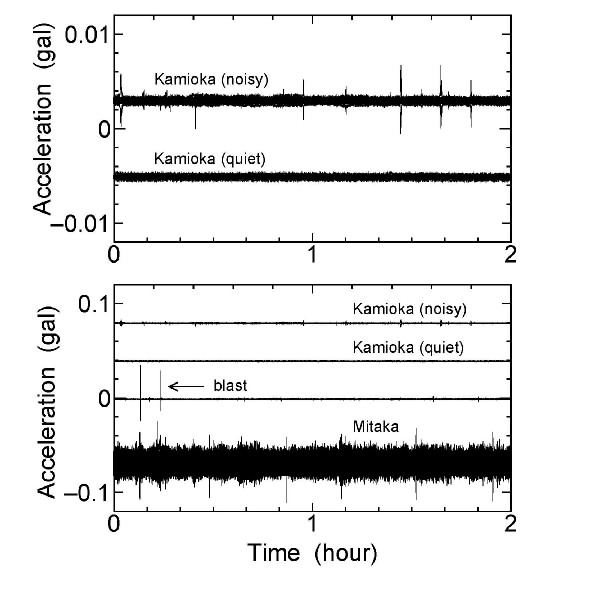 Acceleration (gal)
0.01
0
−0.01
Kamioka (noisy)
Kamioka (quiet)
0 1 2
Acceleration (gal)
0.1
0
−0.1
Kamioka (noisy)
Kamioka (quiet)
blast
Mitaka
0 1 2
Time (hour)